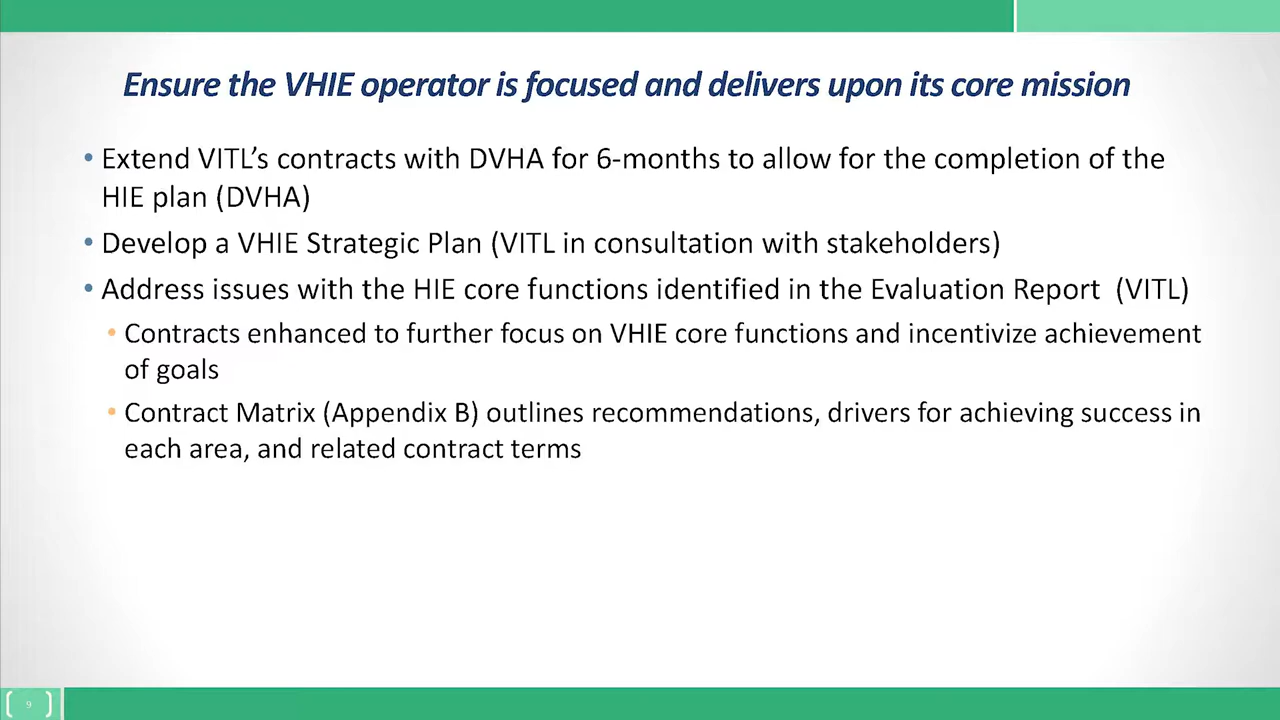 Ensure the VHIE operator is focused and delivers upon its core mission
• Extend VITL’s contracts with DVHA for 6-months to allow for the completion of the
HIE plan (DVHA)
• Develop a VHIE Strategic Plan (VITL in consultation with stakeholders)
• Address issues with the HIE core functions identified in the Evaluation Report (VITL)
• Contracts enhanced to further focus on VHIE core functions and incentivize achievement
of goals
• Contract Matrix (Appendix B) outlines recommendations, drivers for achieving success in
each area, and related contract terms
9